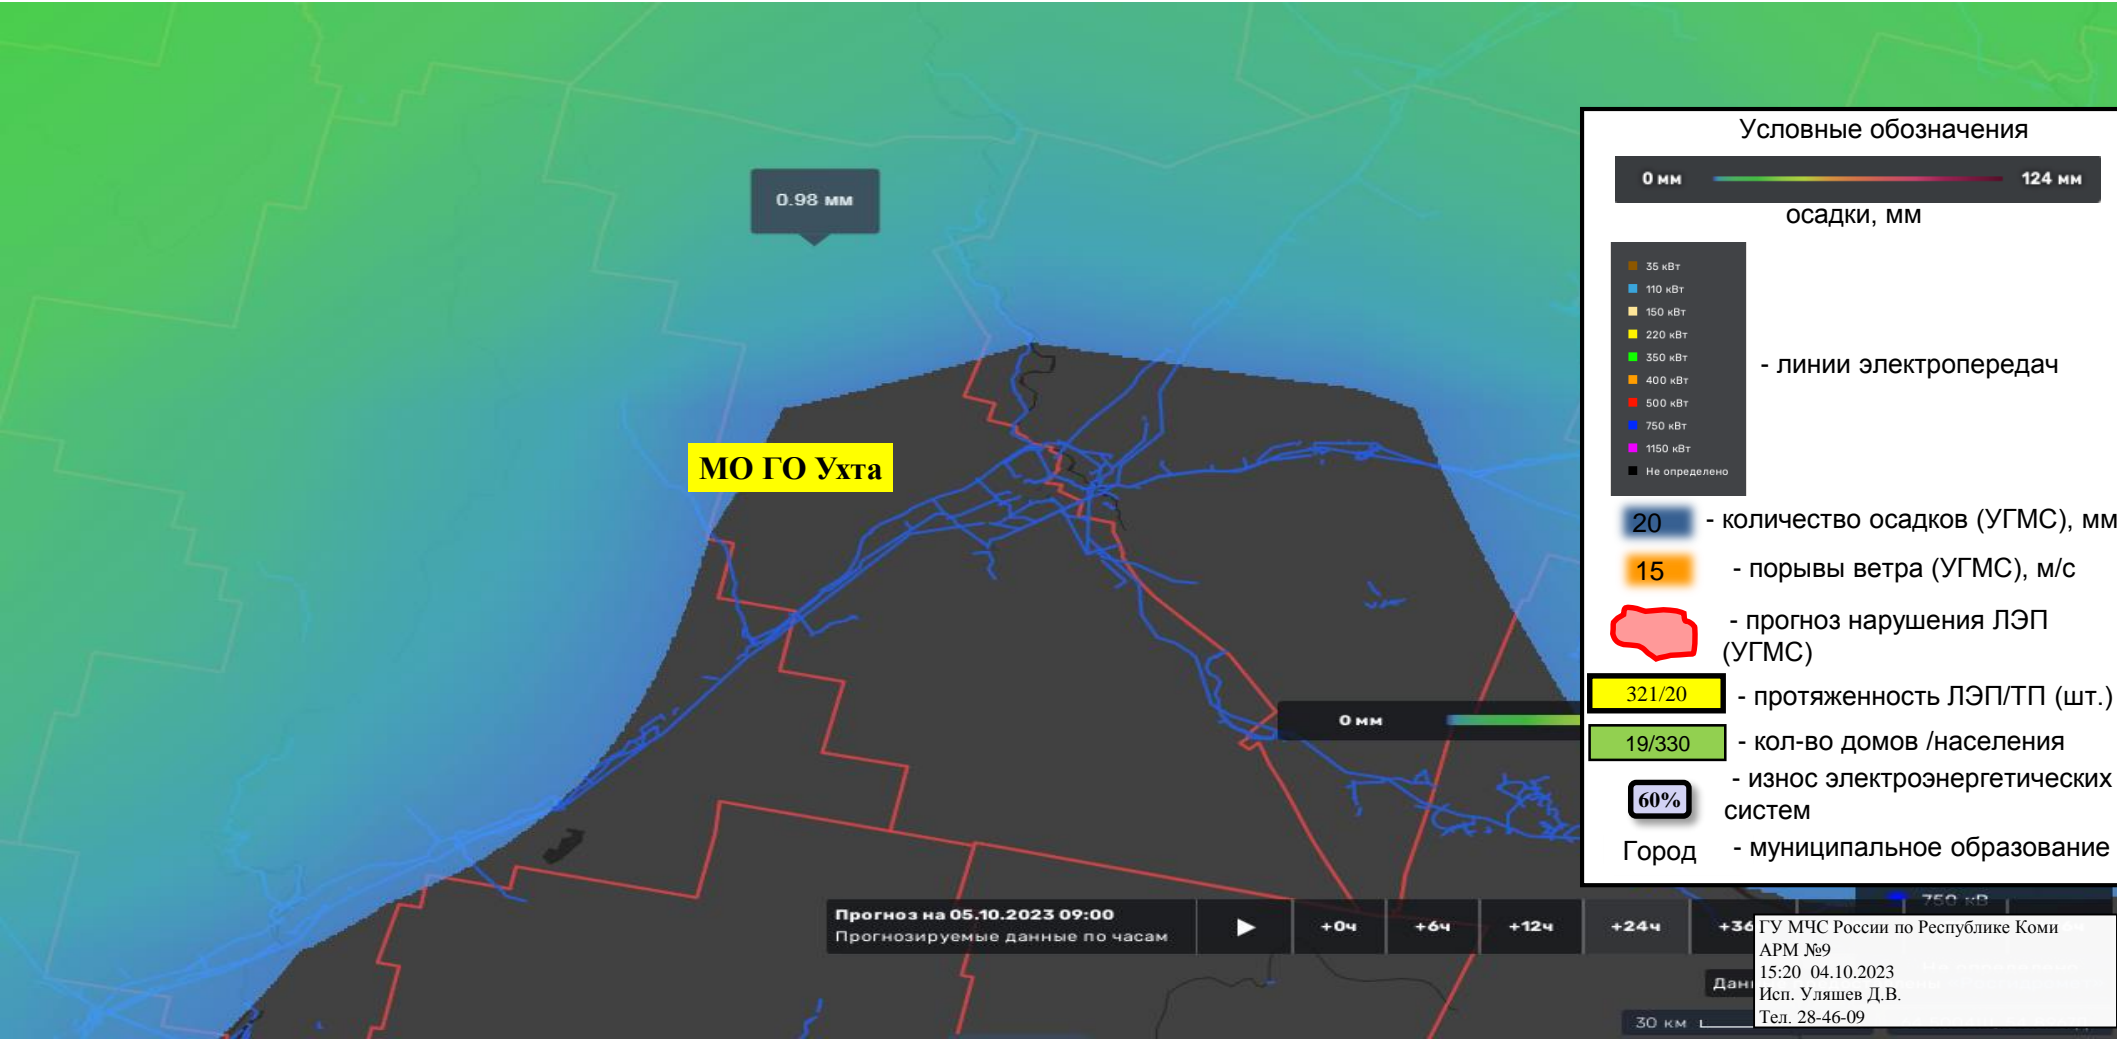 0.98 мм
МО ГО Ухта
0 мм
Прогноз на 05.10.2023 09:00
Прогнозируемые данные по часам
+0ч
+6ч
+12ч
+24ч
+36
30 км
750 кВ
Условные обозначения
0 мм
124 мм
осадки, мм
35 кВт
110 кВт
150 кВт
220 кВт
350 кВт
400 кВт
500 кВт
750 кВт
1150 кВт
Не определено
- линии электропередач
20 - количество осадков (УГМС), мм
15 - порывы ветра (УГМС), м/с
- прогноз нарушения ЛЭП
(УГМС)
321/20 - протяженность ЛЭП/ТП (шт.)
19/330 - кол-во домов /населения
60% - износ электроэнергетических
систем
Город - муниципальное образование
ГУ МЧС России по Республике Коми
АРМ №9
15:20 04.10.2023
Исп. Уляшев Д.В.
Тел. 28-46-09